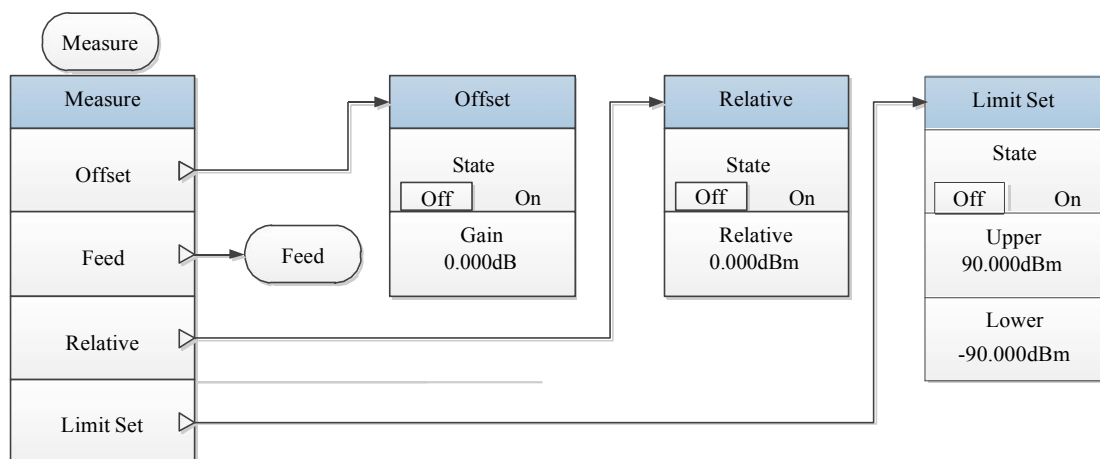 Measure
Measure
Offset
Feed
Relative
Limit Set
Feed
Offset
State
Off On
Gain
0.000dB
Relative
State
Off On
Relative
0.000dBm
Limit Set
State
Off On
Upper
90.000dBm
Lower
-90.000dBm